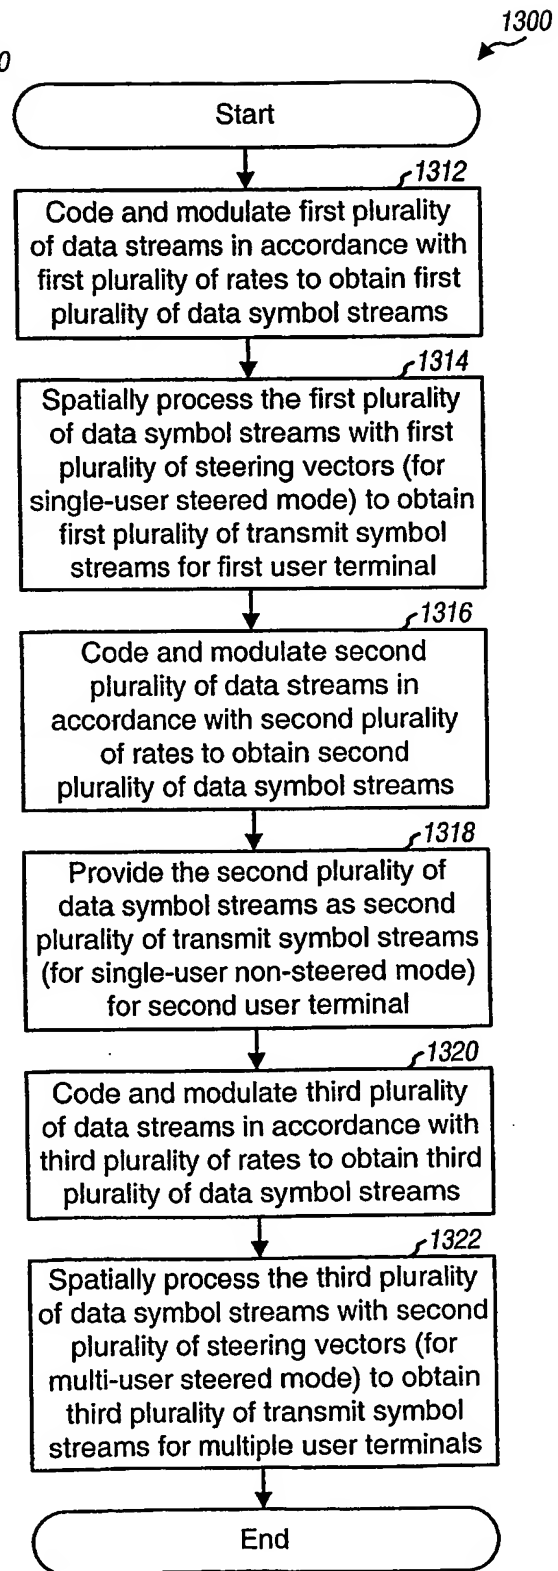 1300
0
Start
1312
Code and modulate first plurality
of data streams in accordance with
first plurality of rates to obtain first
plurality of data symbol streams
1314
Spatially process the first plurality
of data symbol streams with first
plurality of steering vectors (for
single-user steered mode) to obtain
first plurality of transmit symbol
streams for first user terminal
1316
Code and modulate second
plurality of data streams in
accordance with second plurality
of rates to obtain second
plurality of data symbol streams
1318
Provide the second plurality of
data symbol streams as second
plurality of transmit symbol streams
(for single-user non-steered mode)
for second user terminal
1320
Code and modulate third plurality
of data streams in accordance with
third plurality of rates to obtain third
plurality of data symbol streams
1322
Spatially process the third plurality
of data symbol streams with second
plurality of steering vectors (for
multi-user steered mode) to obtain
third plurality of transmit symbol
streams for multiple user terminals
End